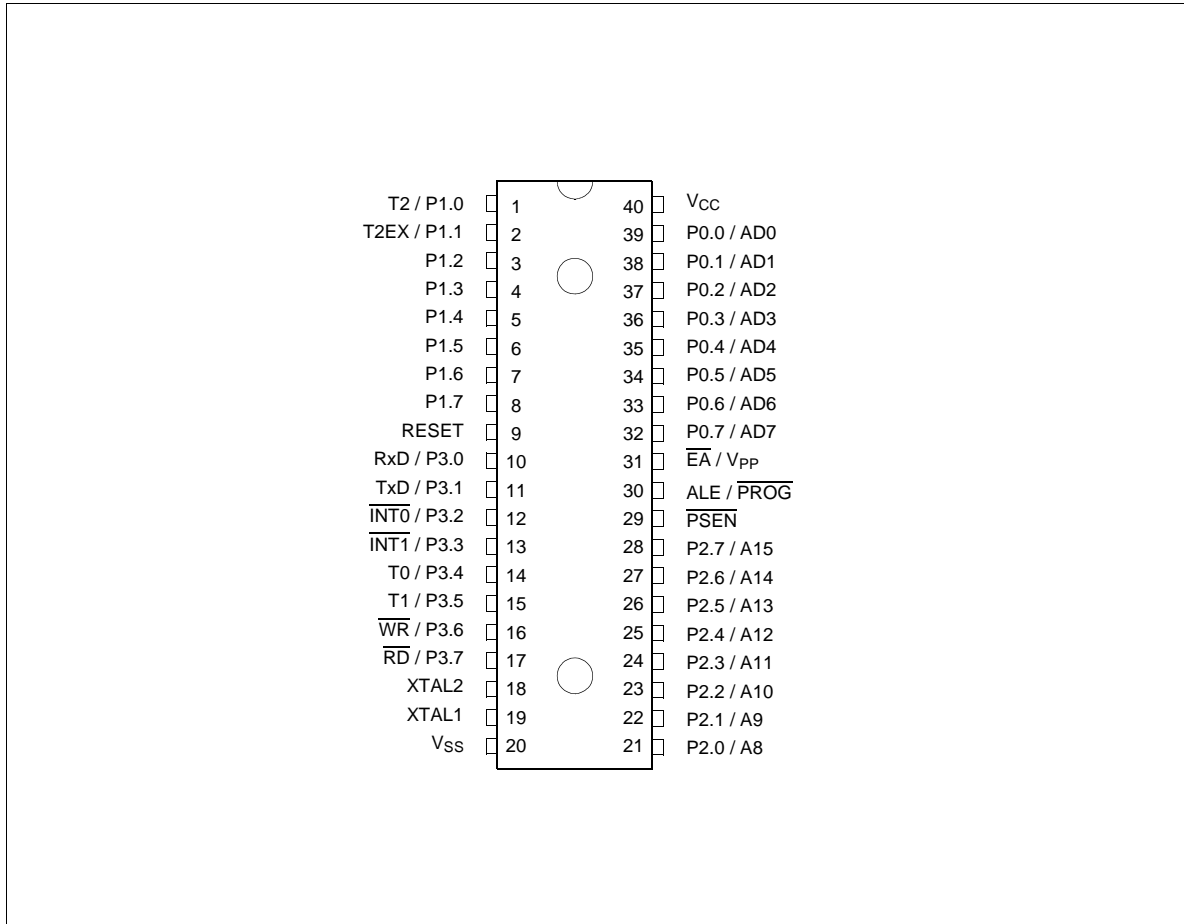 T2 / P1.0 1 40 VCC
T2EX / P1.1 2 39 P0.0 / AD0
P1.2 3 38 P0.1 / AD1
P1.3 4 37 P0.2 / AD2
P1.4 5 36 P0.3 / AD3
P1.5 6 35 P0.4 / AD4
P1.6 7 34 P0.5 / AD5
P1.7 8 33 P0.6 / AD6
RESET 9 32 P0.7 / AD7
RxD / P3.0 10 31 E̅A̅ / VPP
TxD / P3.1 11 30 ALE / P̅R̅O̅G̅
I̅N̅T̅0̅ / P3.2 12 29 P̅S̅E̅N̅
I̅N̅T̅1̅ / P3.3 13 28 P2.7 / A15
T0 / P3.4 14 27 P2.6 / A14
T1 / P3.5 15 26 P2.5 / A13
W̅R̅ / P3.6 16 25 P2.4 / A12
R̅D̅ / P3.7 17 24 P2.3 / A11
XTAL2 18 23 P2.2 / A10
XTAL1 19 22 P2.1 / A9
VSS 20 21 P2.0 / A8